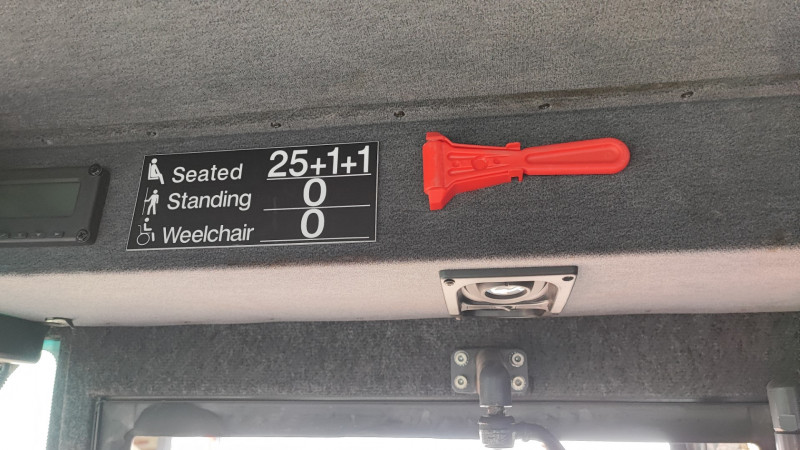 Seated 25+1+1
Standing 0
Weelchair 0